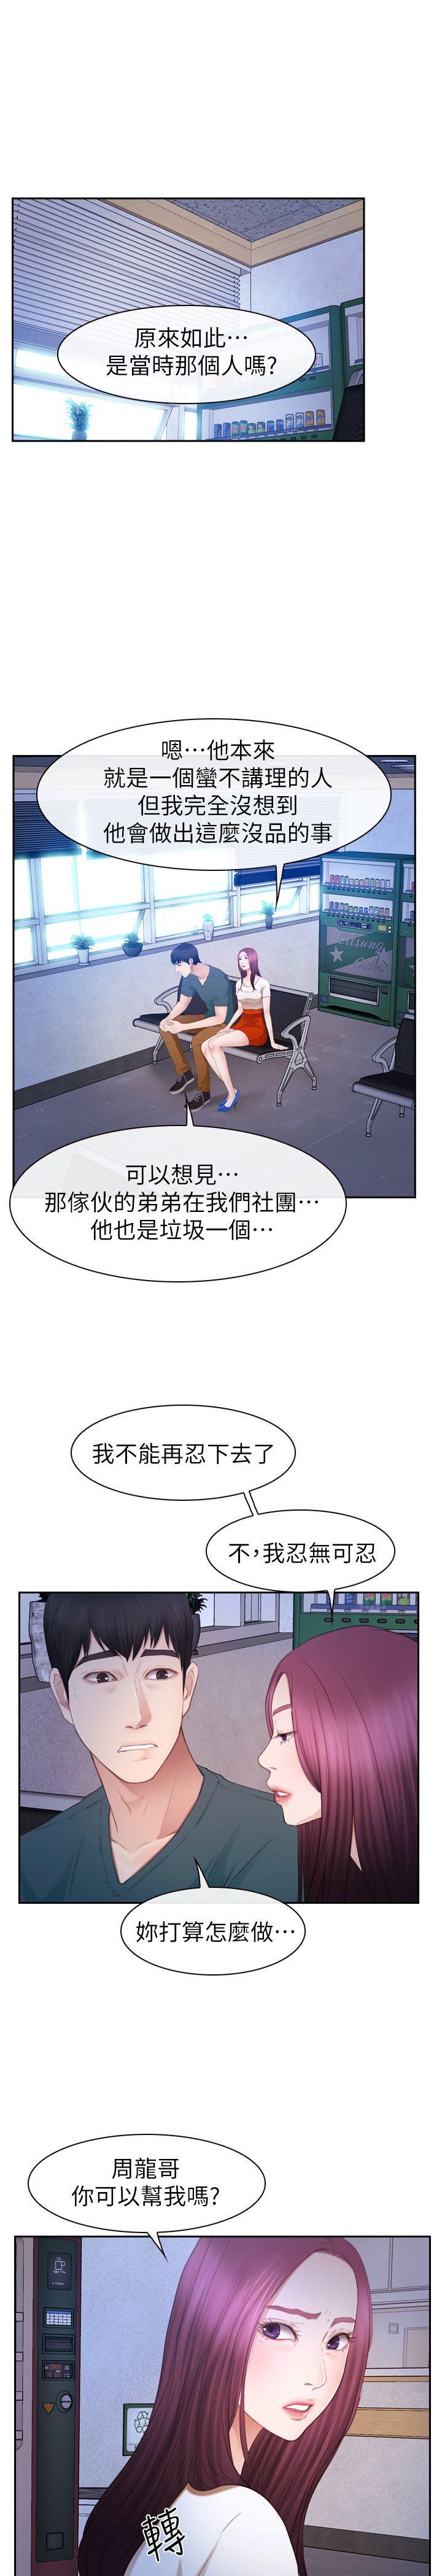 原來如此⋯
是當時那個人嗎?
嗯⋯他本來
就是一個蠻不講理的人
但我完全沒想到
他會做出這麼沒品的事
可以想見⋯
那傢伙的弟弟在我們社團⋯
他也是垃圾一個⋯
我不能再忍下去了
不，我忍無可忍
妳打算怎麼做⋯
周龍哥
你可以幫我嗎?
轉